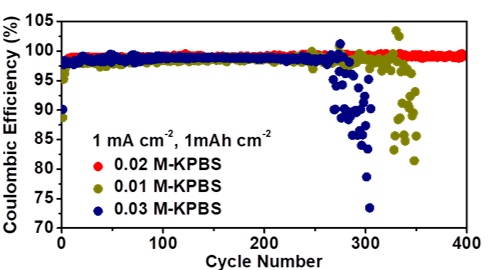 105
100
95
90
85
80
75
70
Coulombic Efficiency (%)
1 mA cm-2, 1mAh cm-2
0.02 M-KPBS
0.01 M-KPBS
0.03 M-KPBS
0 100 200 300 400
Cycle Number